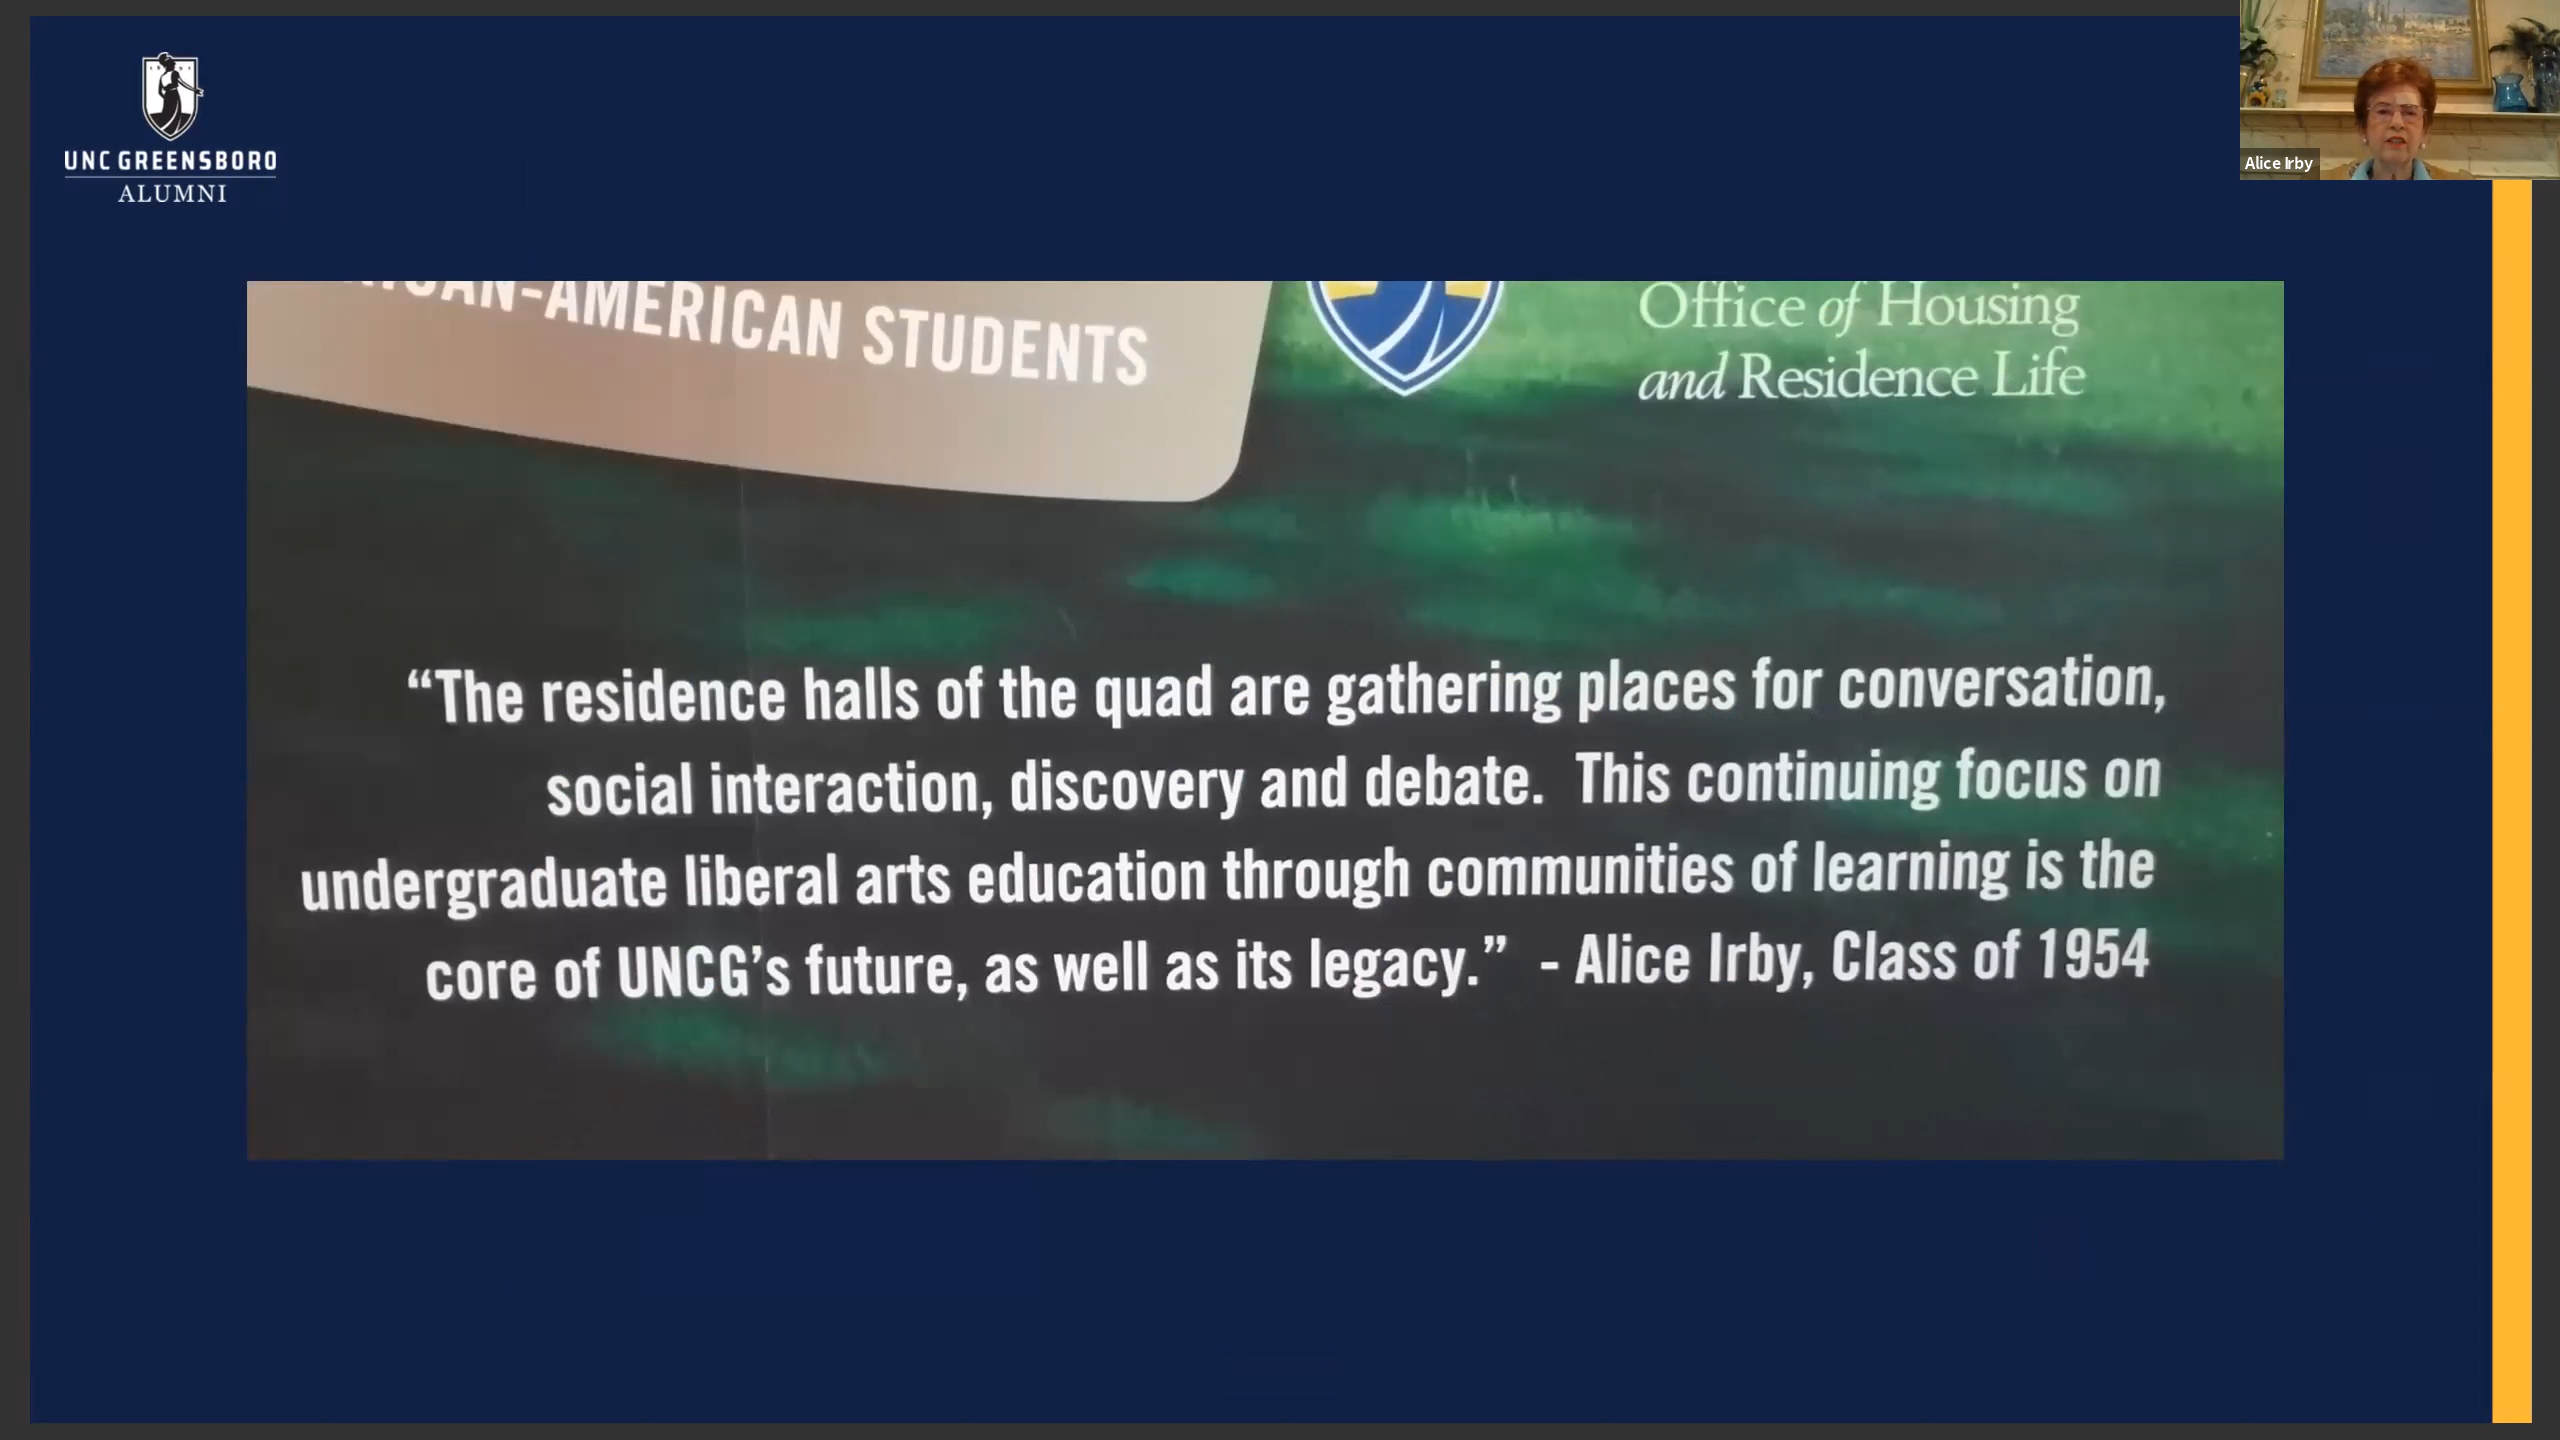 UNC GREENSBORO
ALUMNI
Alice Irby
AN-AMERICAN STUDENTS
Office of Housing
and Residence Life
“The residence halls of the quad are gathering places for conversation,
social interaction, discovery and debate.  This continuing focus on
undergraduate liberal arts education through communities of learning is the
core of UNCG’s future, as well as its legacy.”  - Alice Irby, Class of 1954